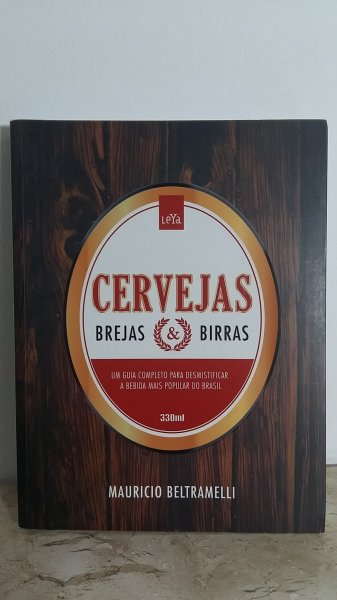 LeYa
CERVEJAS
BREJAS & BIRRAS
UM GUIA COMPLETO PARA DESMISTIFICAR
A BEBIDA MAIS POPULAR DO BRASIL
330ml
MAURICIO BELTRAMELLI